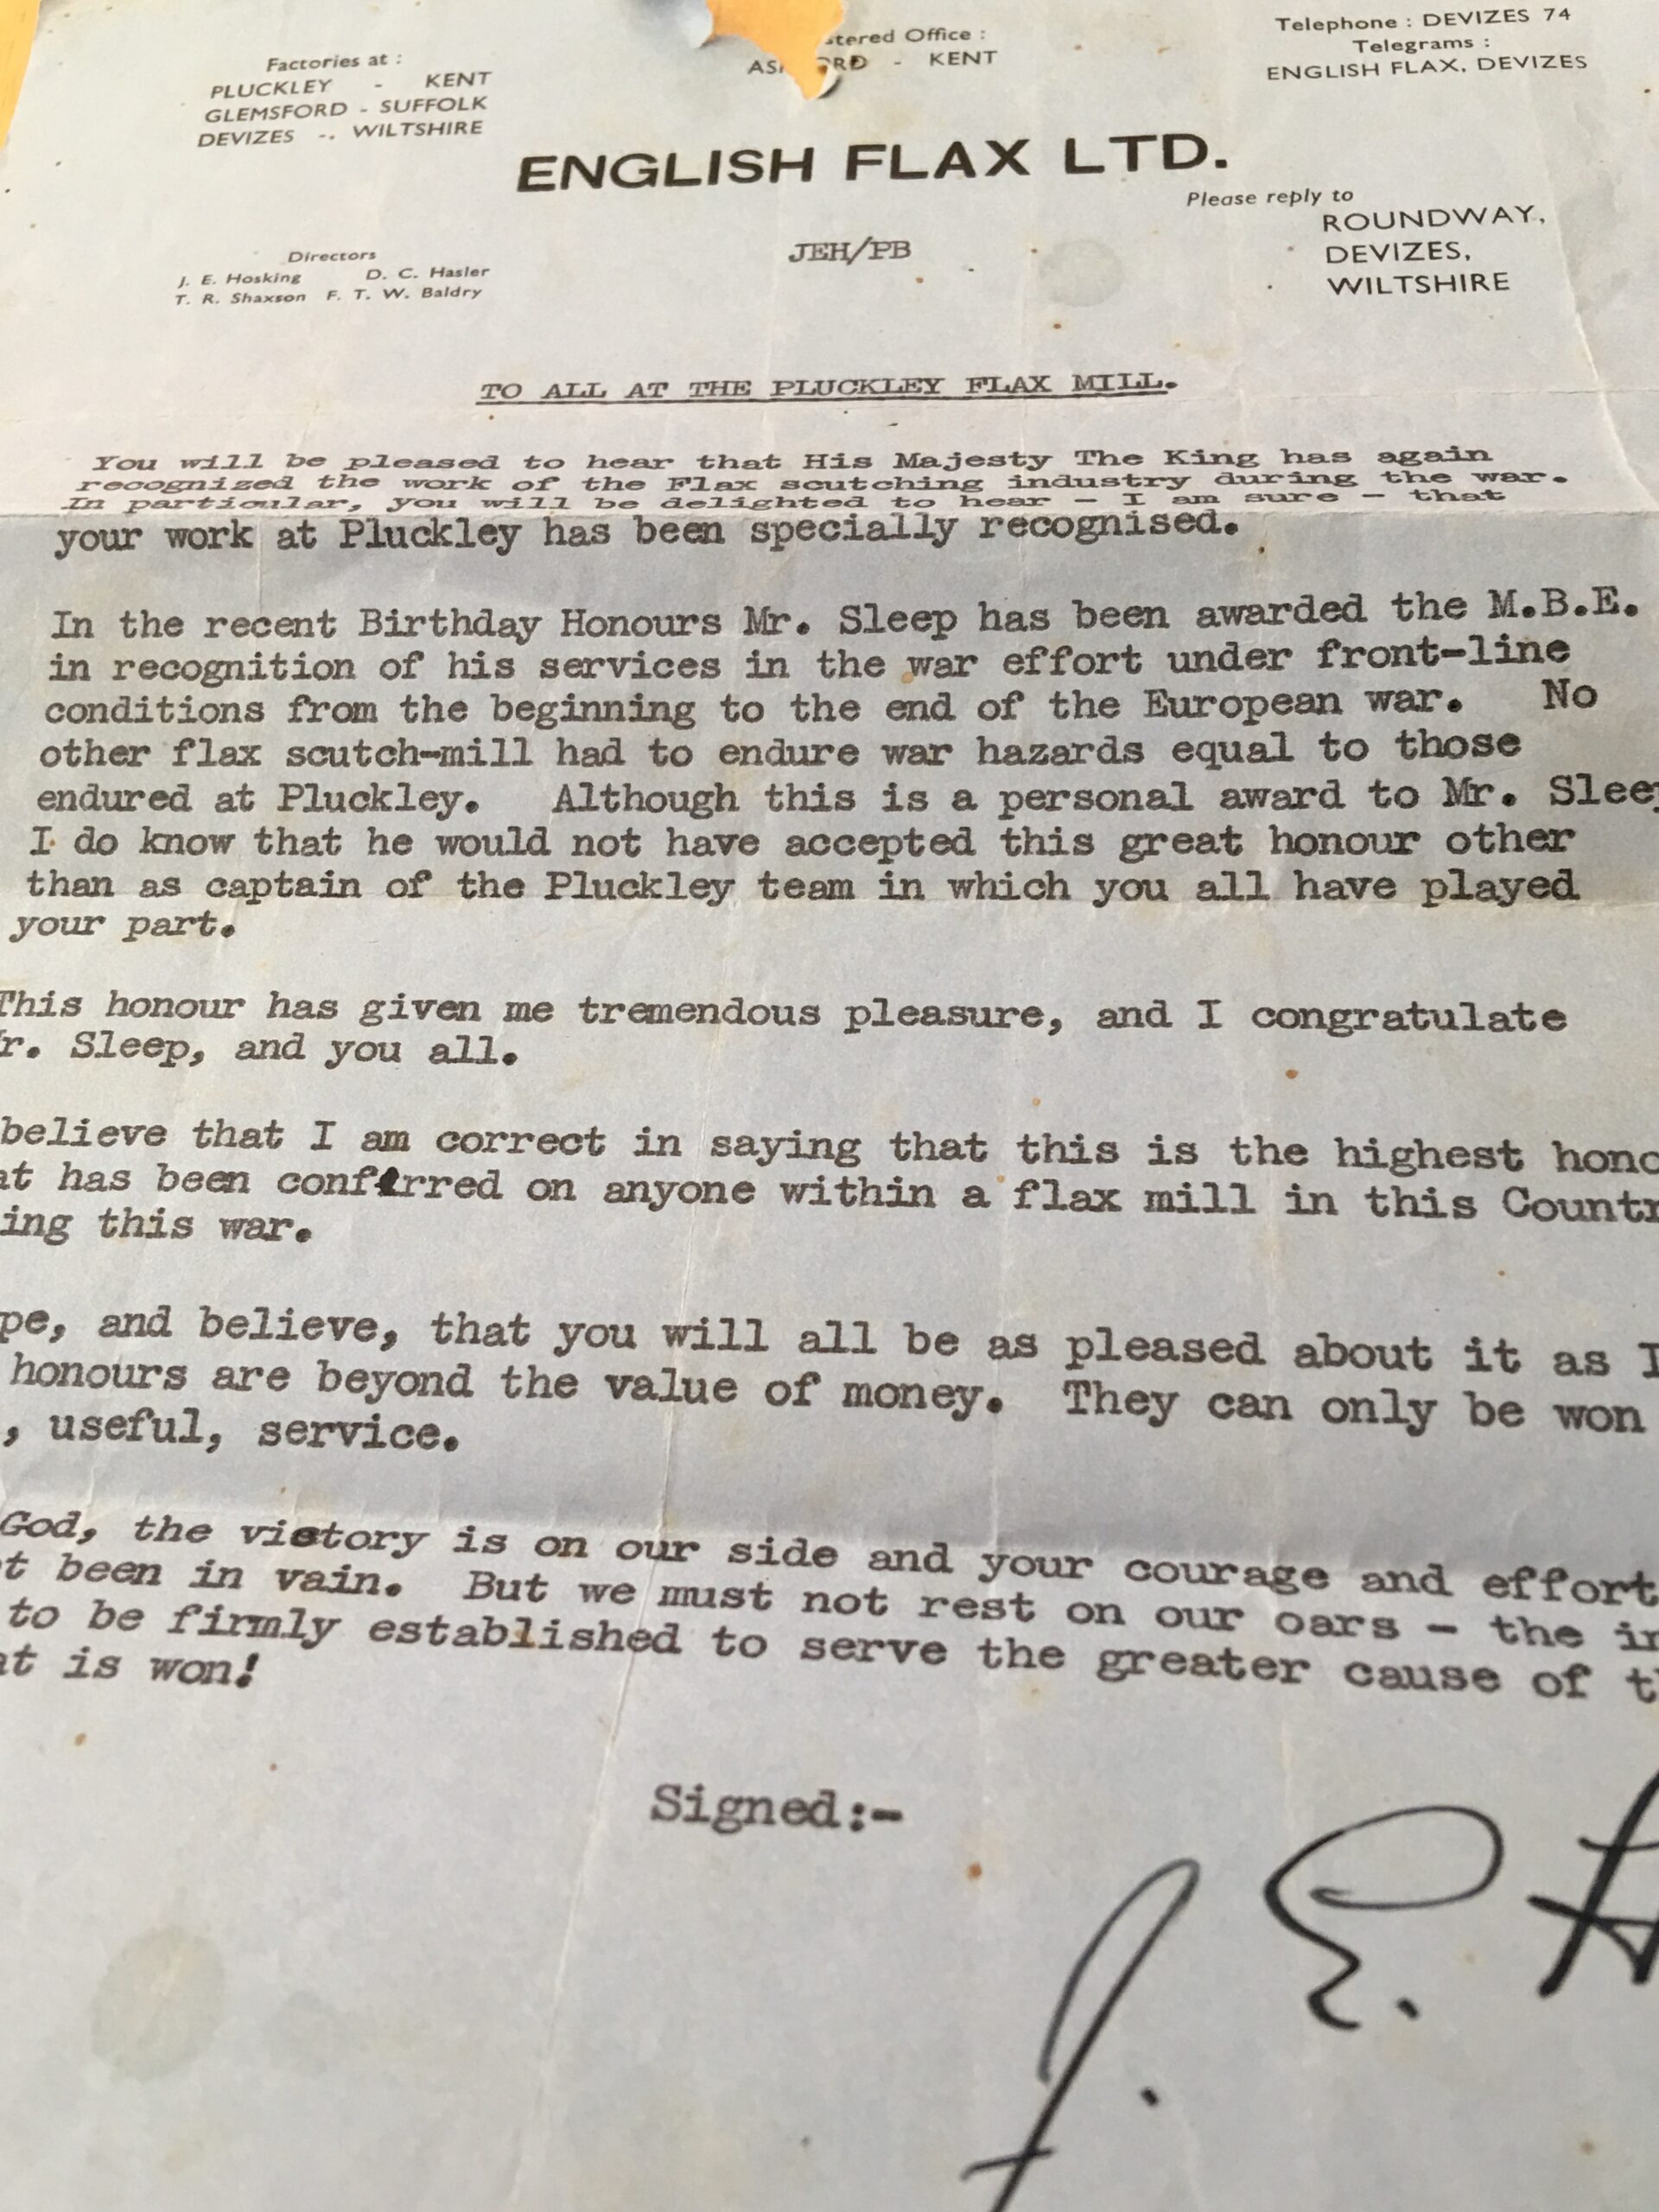 Factories at :
PLUCKLEY - KENT
GLEMSFORD - SUFFOLK
DEVIZES -. WILTSHIRE
stered Office :
KENT
Telephone : DEVIZES 74
Telegrams :
ENGLISH FLAX, DEVIZES
ENGLISH FLAX LTD.
Please reply to
ROUNDWAY,
DEVIZES,
WILTSHIRE
Directors
J. E. Hosking D. C. Hasler
T. R. Shaxson F. T. W. Baldry
JEH/PB
TO ALL AT THE PLUCKLEY FLAX MILL.
You will be pleased to hear that His Majesty The King has again
recognized the work of the Flax scutching industry during the war.
In particular, you will be delighted to hear - I am sure - that
your work at Pluckley has been specially recognised.
In the recent Birthday Honours Mr. Sleep has been awarded the M.B.E.
in recognition of his services in the war effort under front-line
conditions from the beginning to the end of the European war. No
other flax scutch-mill had to endure war hazards equal to those
endured at Pluckley. Although this is a personal award to Mr. Slee
I do know that he would not have accepted this great honour other
than as captain of the Pluckley team in which you all have played
your part.
This honour has given me tremendous pleasure, and I congratulate
r. Sleep, and you all.
believe that I am correct in saying that this is the highest hono
at has been conferred on anyone within a flax mill in this Countr
ing this war.
pe, and believe, that you will all be as pleased about it as I
honours are beyond the value of money. They can only be won
, useful, service.
God, the victory is on our side and your courage and effort
t been in vain. But we must not rest on our oars - the in
to be firmly established to serve the greater cause of t
at is won!
Signed:-
J. E. H